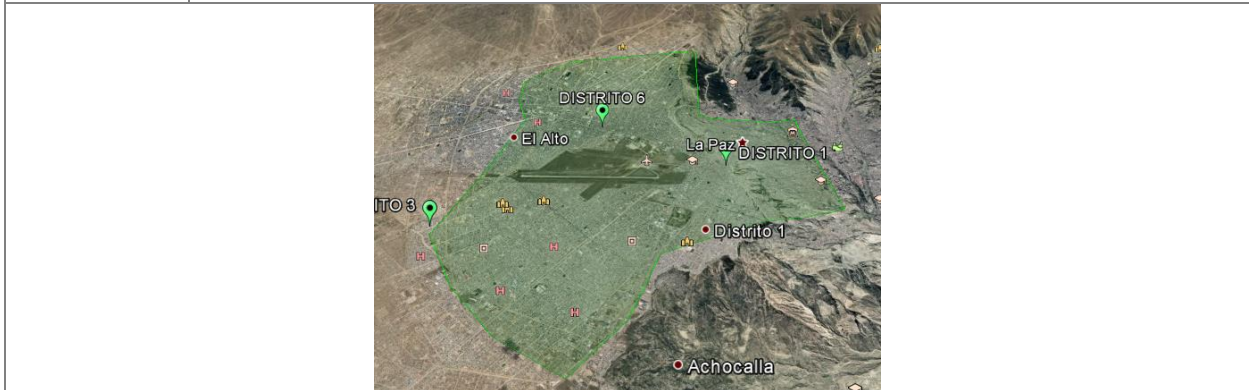 DISTRITO 6
El Alto
La Paz
DISTRITO 1
ITO 3
Distrito 1
Achocalla